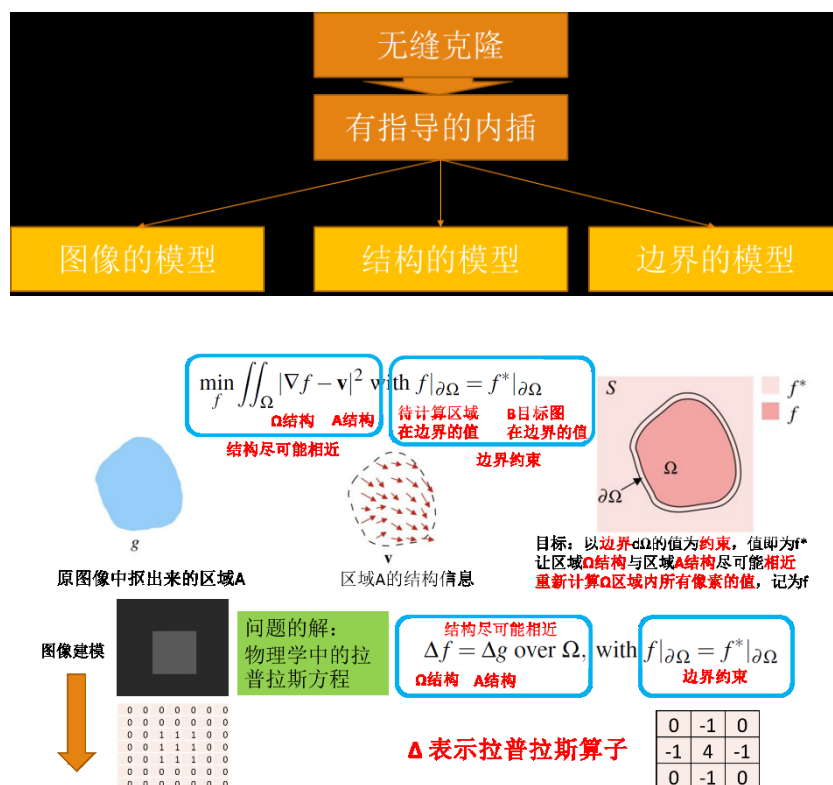 无缝克隆
有指导的内插
图像的模型
结构的模型
边界的模型
min_f ∬_Ω |∇f − v|² with f|∂Ω = f*|∂Ω
Ω结构 A结构
待计算区域
在边界的值
B目标图
在边界的值
结构尽可能相近
边界约束
S
f*
f
Ω
∂Ω
g
v
原图像中抠出来的区域A
区域A的结构信息
目标：以边界dΩ的值为约束，值即为f*
让区域Ω结构与区域A结构尽可能相近
重新计算Ω区域内所有像素的值，记为f
图像建模
问题的解：
物理学中的拉
普拉斯方程
结构尽可能相近
Δf = Δg over Ω, with f|∂Ω = f*|∂Ω
Ω结构 A结构
边界约束
0 0 0 0 0 0 0
0 0 0 0 0 0 0
0 0 1 1 1 0 0
0 0 1 1 1 0 0
0 0 1 1 1 0 0
0 0 0 0 0 0 0
Δ 表示拉普拉斯算子
0 -1 0
-1 4 -1
0 -1 0